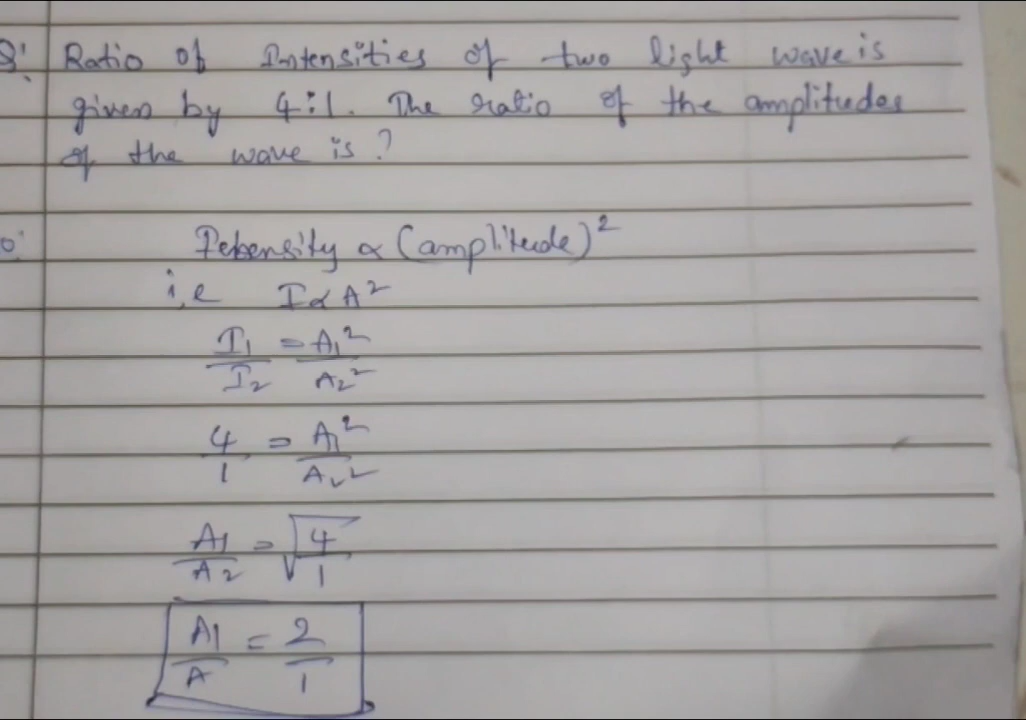 Q: Ratio of Intensities of two light wave is
given by 4:1. The ratio of the amplitudes
of the wave is?
Intensity ∝ (amplitude)²
i,e I ∝ A²
I₁/I₂ = A₁²/A₂²
4/1 = A₁²/A₂²
A₁/A₂ = √(4/1)
A₁/A = 2/1